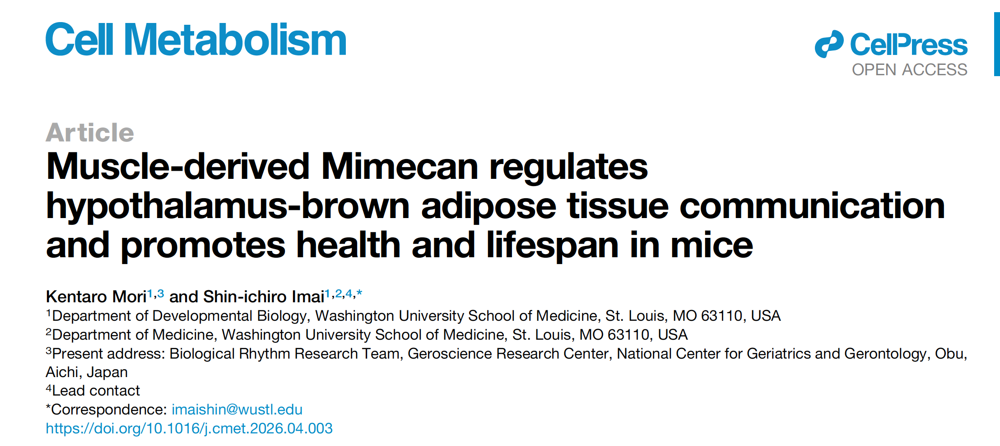 Cell Metabolism
CellPress
OPEN ACCESS
Article
Muscle-derived Mimecan regulates
hypothalamus-brown adipose tissue communication
and promotes health and lifespan in mice
Kentaro Mori1,3 and Shin-ichiro Imai1,2,4,*
1Department of Developmental Biology, Washington University School of Medicine, St. Louis, MO 63110, USA
2Department of Medicine, Washington University School of Medicine, St. Louis, MO 63110, USA
3Present address: Biological Rhythm Research Team, Geroscience Research Center, National Center for Geriatrics and Gerontology, Obu,
Aichi, Japan
4Lead contact
*Correspondence: imaishin@wustl.edu
https://doi.org/10.1016/j.cmet.2026.04.003